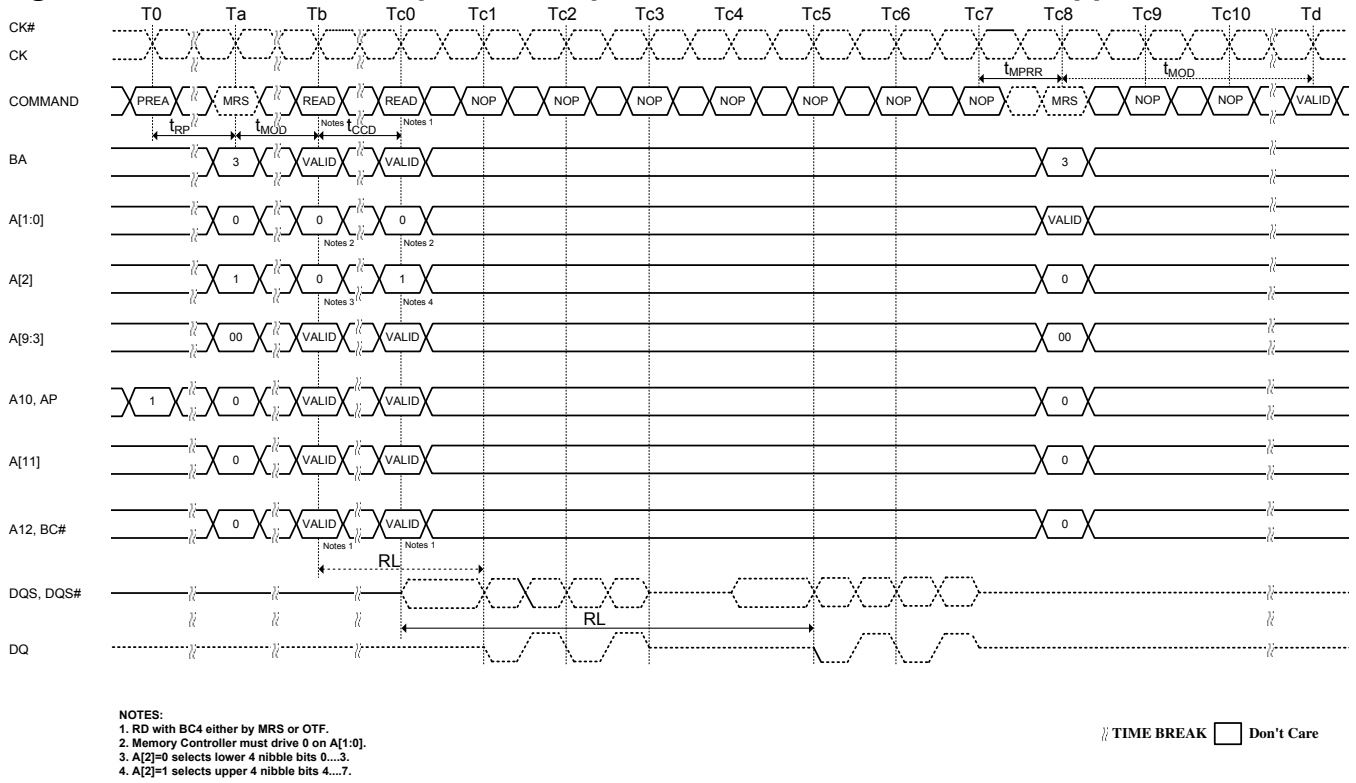 T0 Ta Tb Tc0 Tc1 Tc2 Tc3 Tc4 Tc5 Tc6 Tc7 Tc8 Tc9 Tc10 Td
CK#
CK
tMPRR tMOD
COMMAND PREA MRS READ READ NOP NOP NOP NOP NOP NOP NOP MRS NOP NOP VALID
Notes 1 Notes 1
tRP tMOD tCCD
BA 3 VALID VALID 3
A[1:0] 0 0 0 VALID
Notes 2 Notes 2
A[2] 1 0 1 0
Notes 3 Notes 4
A[9:3] 00 VALID VALID 00
A10, AP 1 0 VALID VALID 0
A[11] 0 VALID VALID 0
A12, BC# 0 VALID VALID 0
Notes 1 Notes 1
RL
DQS, DQS#
RL
DQ
NOTES:
1. RD with BC4 either by MRS or OTF.
2. Memory Controller must drive 0 on A[1:0].
3. A[2]=0 selects lower 4 nibble bits 0....3.
4. A[2]=1 selects upper 4 nibble bits 4....7.
TIME BREAK Don't Care